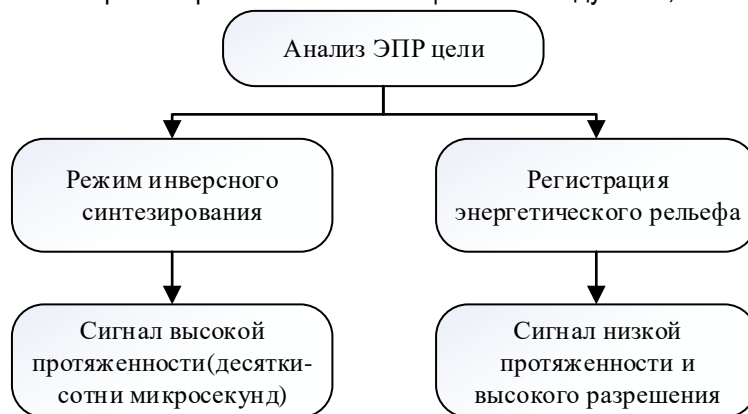 Анализ ЭПР цели
Режим инверсного
синтезирования
Регистрация
энергетического рельефа
Сигнал высокой
протяженности(десятки-
сотни микросекунд)
Сигнал низкой
протяженности и
высокого разрешения